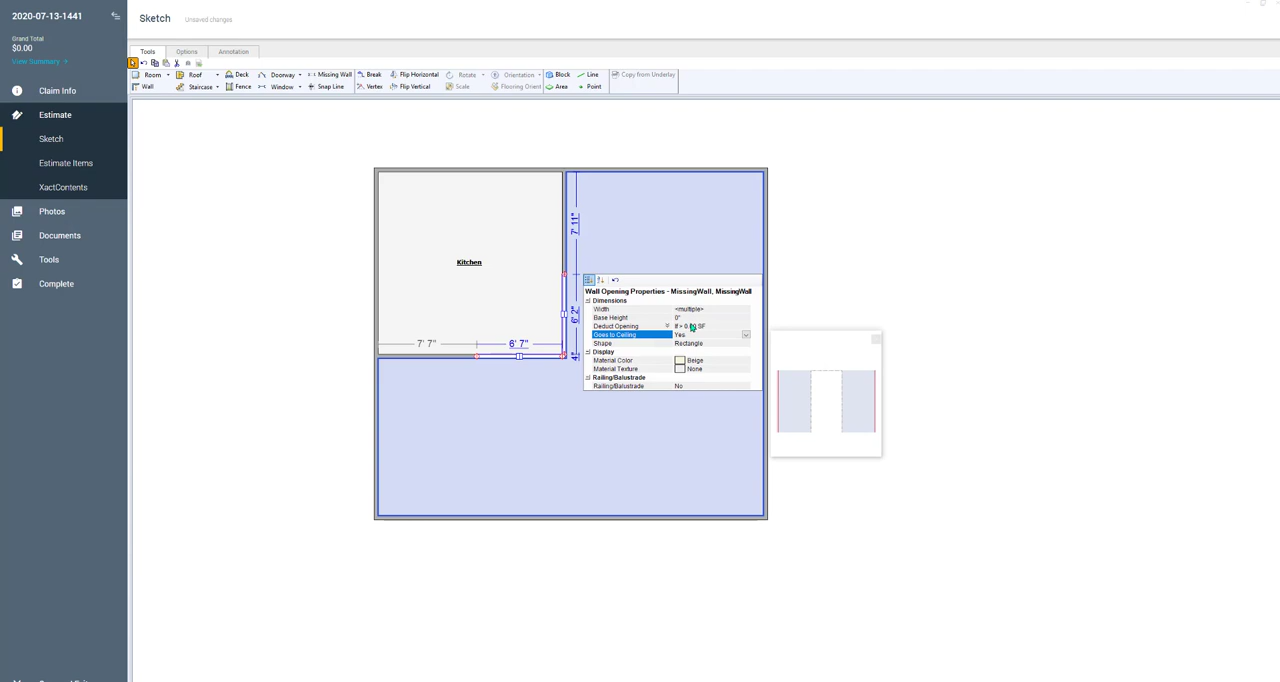 2020-07-13-1441
Grand Total
$0.00
View Summary
Claim Info
Estimate
Sketch
Estimate Items
XactContents
Photos
Documents
Tools
Complete
Sketch
Unsaved changes
Tools
Options
Annotation
Room
Roof
Deck
Doorway
Missing Wall
Break
Flip Horizontal
Rotate
Orientation
Block
Line
Copy from Underlay
Wall
Staircase
Fence
Window
Snap Line
Vertex
Flip Vertical
Scale
Flooring Orient
Area
Point
Kitchen
7' 11"
6' 2"
4"
7' 7"
6' 7"
Wall Opening Properties - MissingWall, MissingWall
Dimensions
Width <multiple>
Base Height 0"
Deduct Opening If > SF
Goes to Ceiling Yes
Shape Rectangle
Display
Material Color Beige
Material Texture None
Railing/Balustrade
Railing/Balustrade No